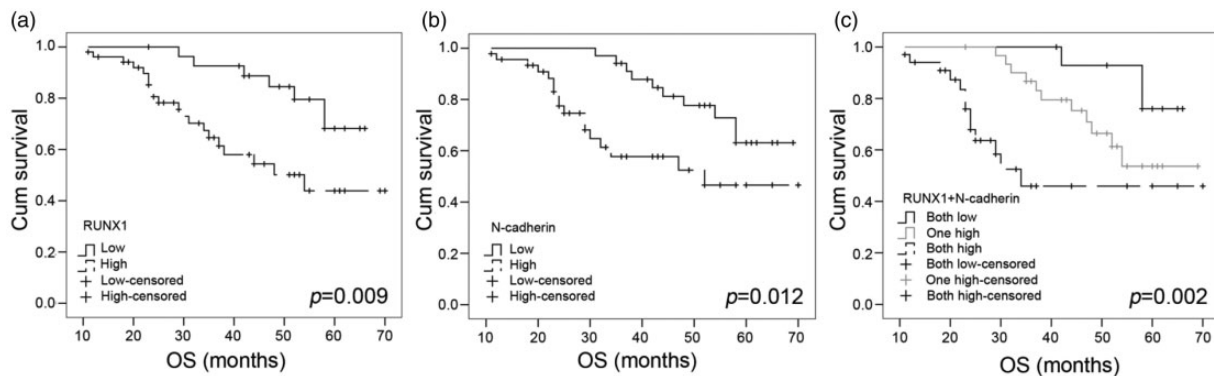 (a)
Cum survival
1.0
0.8
0.6
0.4
0.2
0.0
RUNX1
Low
High
Low-censored
High-censored
p=0.009
10 20 30 40 50 60 70
OS (months)
(b)
Cum survival
1.0
0.8
0.6
0.4
0.2
0.0
N-cadherin
Low
High
Low-censored
High-censored
p=0.012
10 20 30 40 50 60 70
OS (months)
(c)
Cum survival
1.0
0.8
0.6
0.4
0.2
0.0
RUNX1+N-cadherin
Both low
One high
Both high
Both low-censored
One high-censored
Both high-censored
p=0.002
10 20 30 40 50 60 70
OS (months)